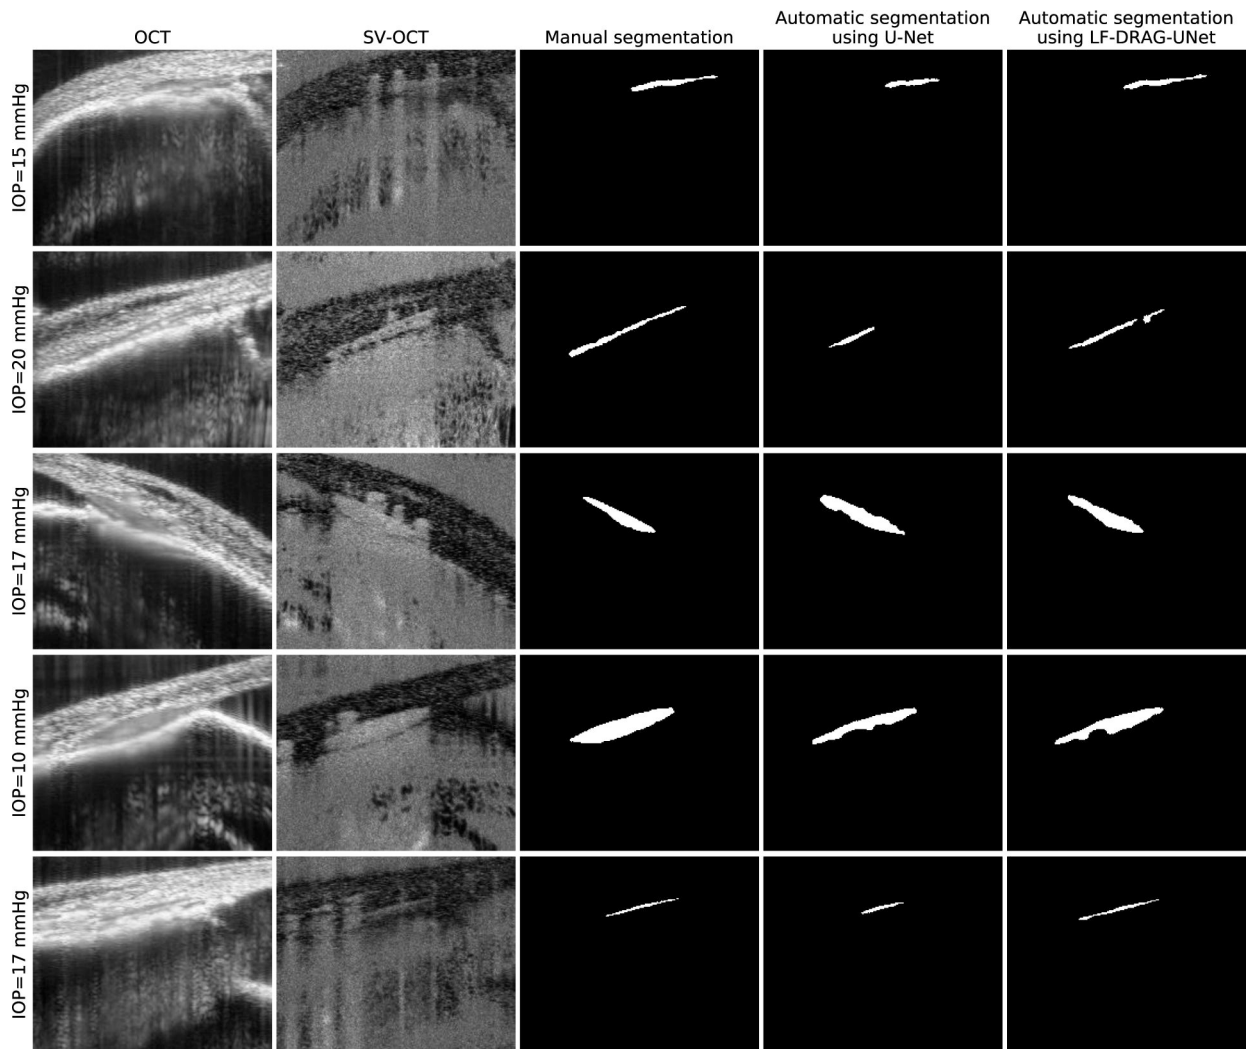 OCT
SV-OCT
Manual segmentation
Automatic segmentation
using U-Net
Automatic segmentation
using LF-DRAG-UNet
IOP=15 mmHg
IOP=20 mmHg
IOP=17 mmHg
IOP=10 mmHg
IOP=17 mmHg